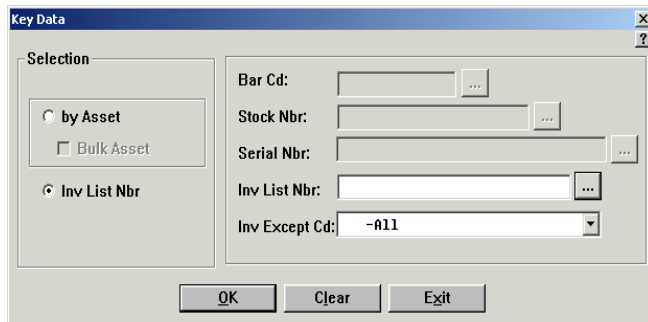 Key Data
x
?
Selection
by Asset
Bulk Asset
Inv List Nbr
Bar Cd:
...
Stock Nbr:
...
Serial Nbr:
...
Inv List Nbr:
...
Inv Except Cd:
-All
OK
Clear
Exit